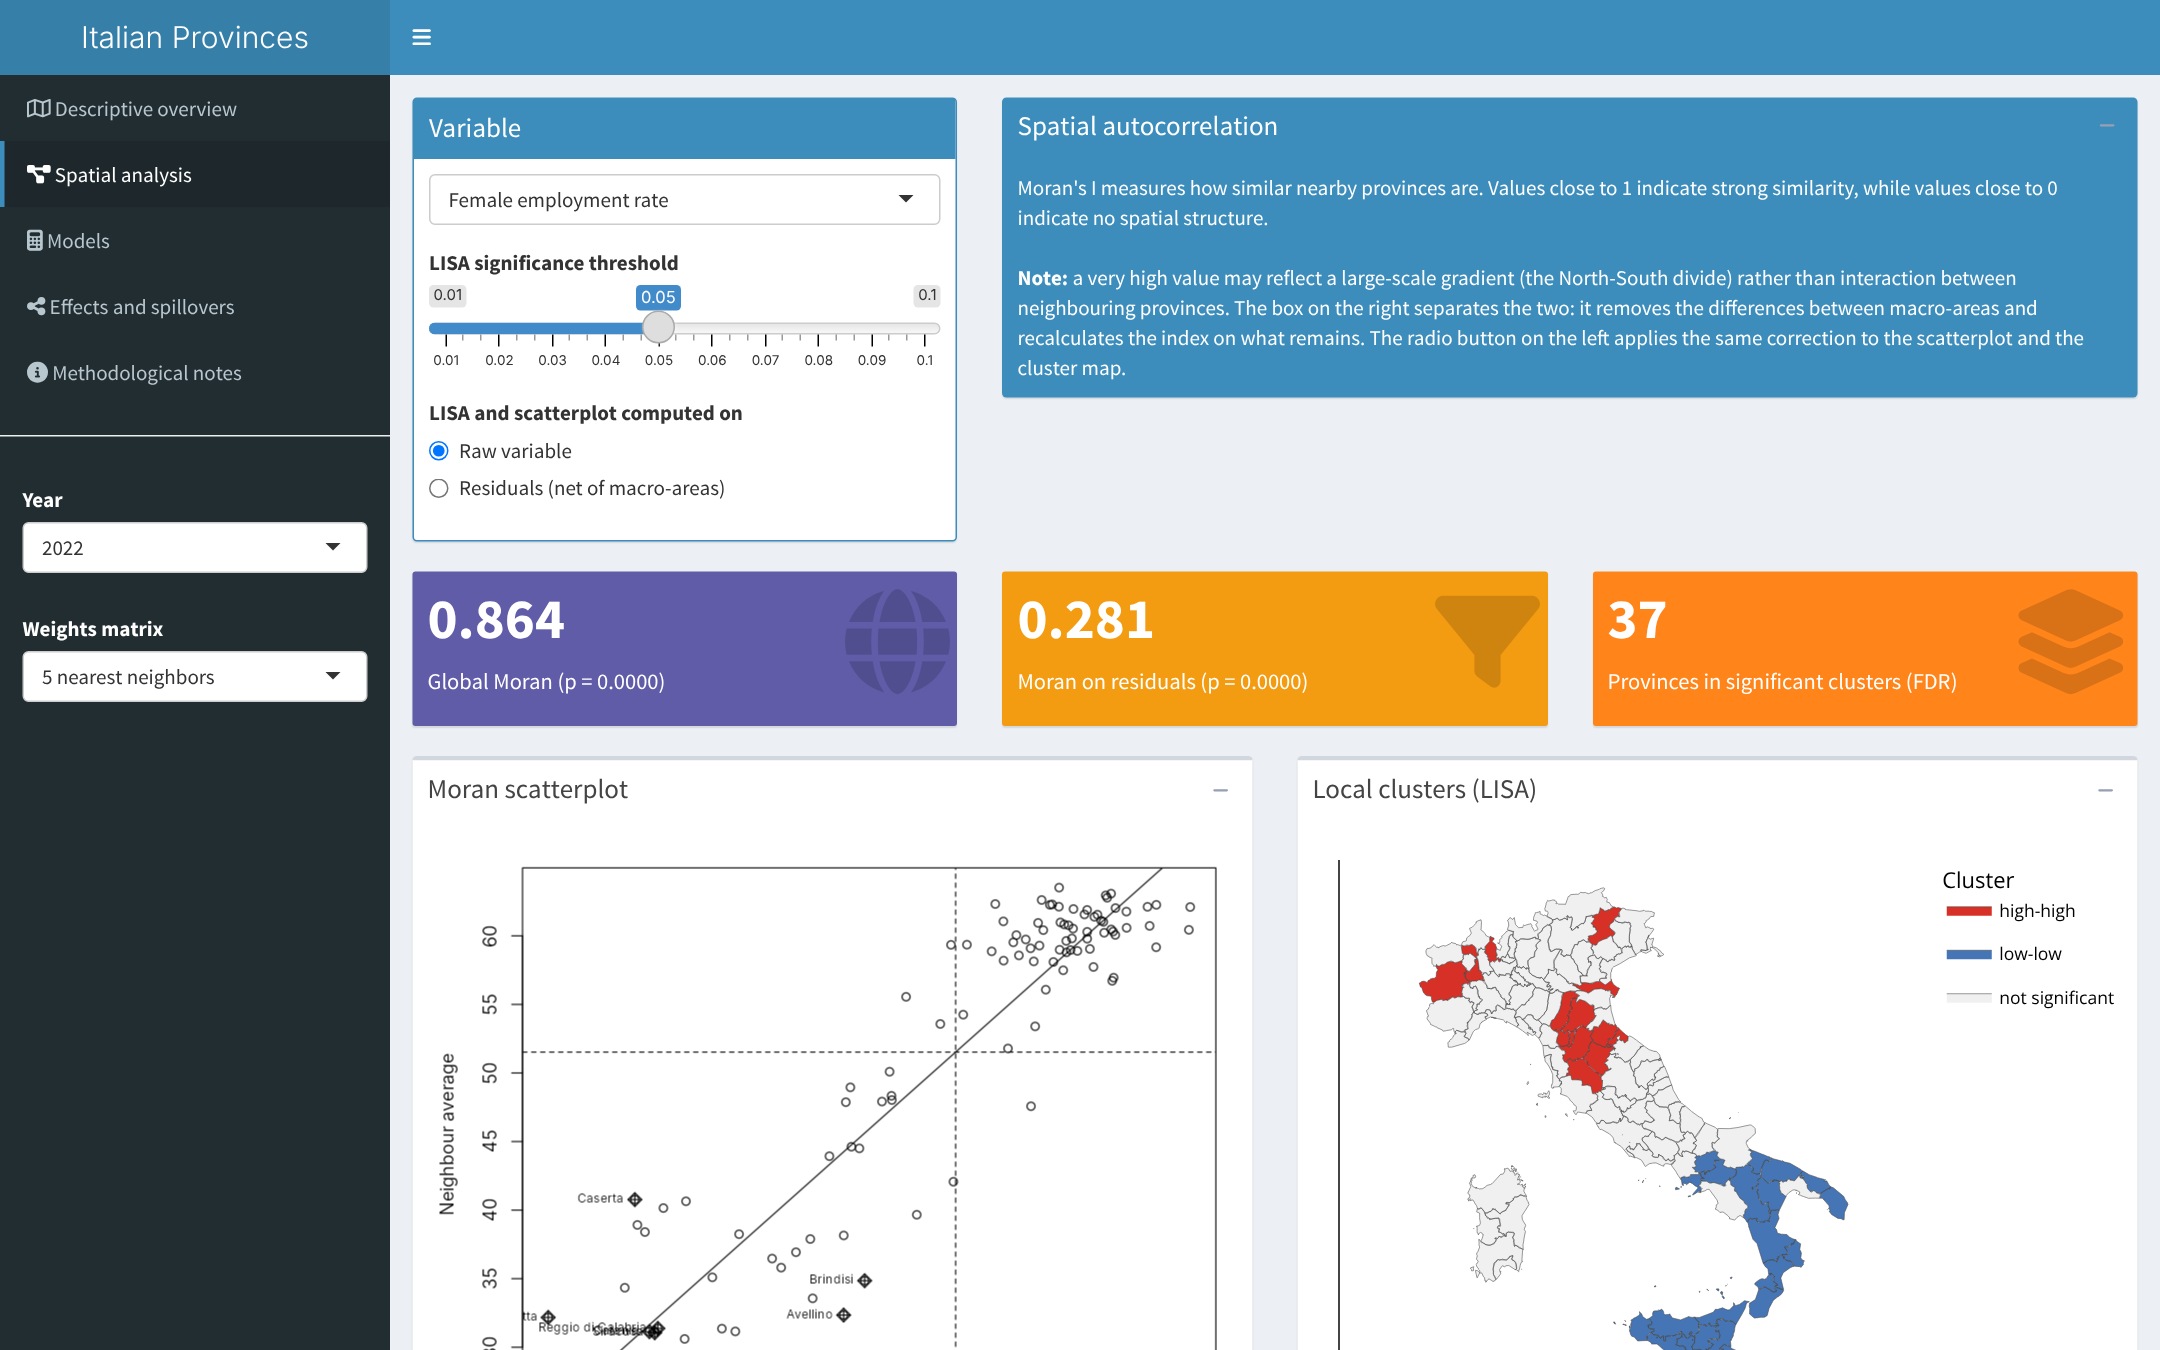 Italian Provinces
Descriptive overview
Spatial analysis
Models
Effects and spillovers
Methodological notes
Year
2022
Weights matrix
5 nearest neighbors
Variable
Female employment rate
LISA significance threshold
0.01
0.05
0.1
0.01 0.02 0.03 0.04 0.05 0.06 0.07 0.08 0.09 0.1
LISA and scatterplot computed on
Raw variable
Residuals (net of macro-areas)
Spatial autocorrelation
Moran's I measures how similar nearby provinces are. Values close to 1 indicate strong similarity, while values close to 0
indicate no spatial structure.
Note: a very high value may reflect a large-scale gradient (the North-South divide) rather than interaction between
neighbouring provinces. The box on the right separates the two: it removes the differences between macro-areas and
recalculates the index on what remains. The radio button on the left applies the same correction to the scatterplot and the
cluster map.
0.864
Global Moran (p = 0.0000)
0.281
Moran on residuals (p = 0.0000)
37
Provinces in significant clusters (FDR)
Moran scatterplot
Neighbour average
60
55
50
45
40
35
Caserta
Brindisi
Avellino
tta
Reggio di Calabria
Local clusters (LISA)
Cluster
high-high
low-low
not significant